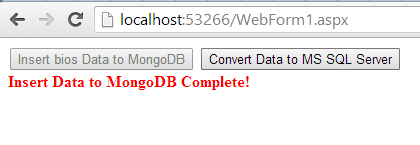 localhost:53266/WebForm1.aspx
Insert bios Data to MongoDB Convert Data to MS SQL Server
Insert Data to MongoDB Complete!